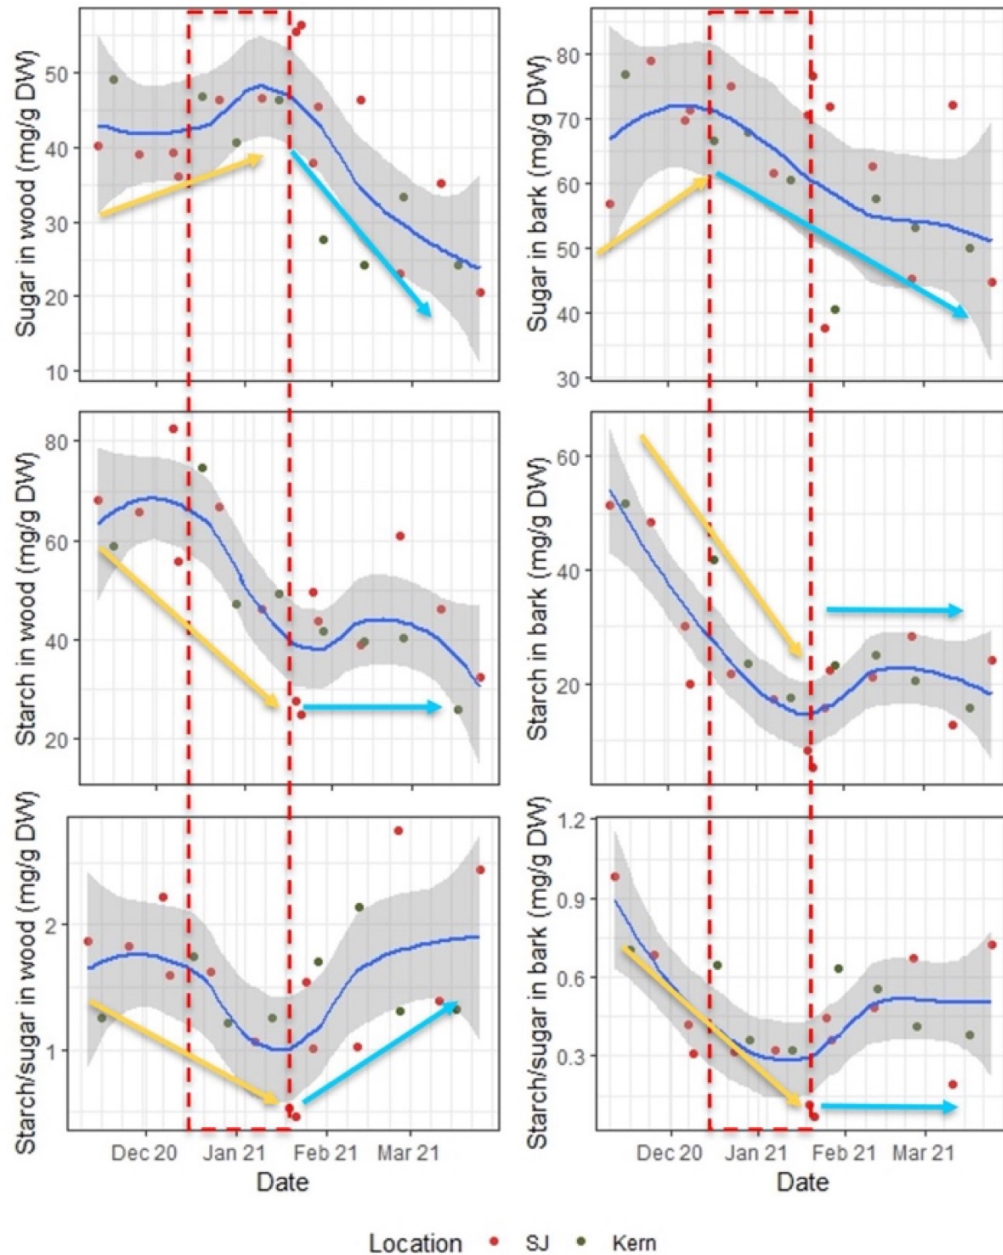 Sugar in wood (mg/g DW)
50
40
30
20
10
Sugar in bark (mg/g DW)
80
70
60
50
40
30
Starch in wood (mg/g DW)
80
60
40
20
Starch in bark (mg/g DW)
60
40
20
Starch/sugar in wood (mg/g DW)
2
1
Dec 20 Jan 21 Feb 21 Mar 21
Date
Starch/sugar in bark (mg/g DW)
1.2
0.9
0.6
0.3
Dec 20 Jan 21 Feb 21 Mar 21
Date
Location SJ Kern